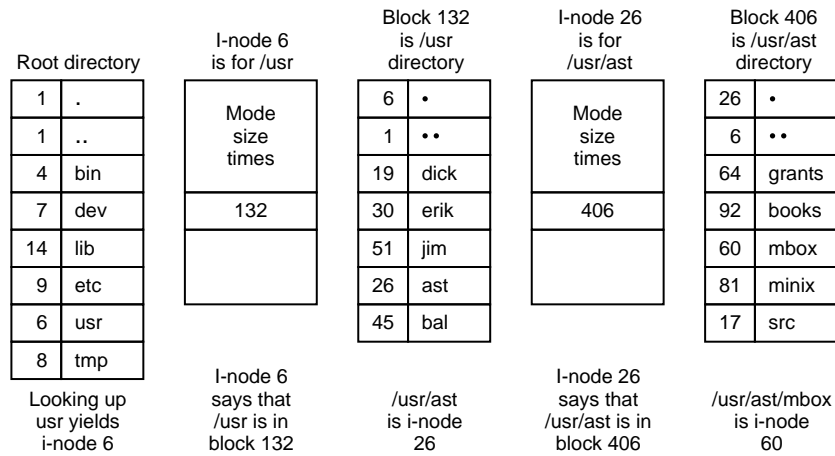 Root directory
1 .
1 ..
4 bin
7 dev
14 lib
9 etc
6 usr
8 tmp
Looking up
usr yields
i-node 6
I-node 6
is for /usr
Mode
size
times
132
I-node 6
says that
/usr is in
block 132
Block 132
is /usr
directory
6 •
1 ••
19 dick
30 erik
51 jim
26 ast
45 bal
/usr/ast
is i-node
26
I-node 26
is for
/usr/ast
Mode
size
times
406
I-node 26
says that
/usr/ast is in
block 406
Block 406
is /usr/ast
directory
26 •
6 ••
64 grants
92 books
60 mbox
81 minix
17 src
/usr/ast/mbox
is i-node
60